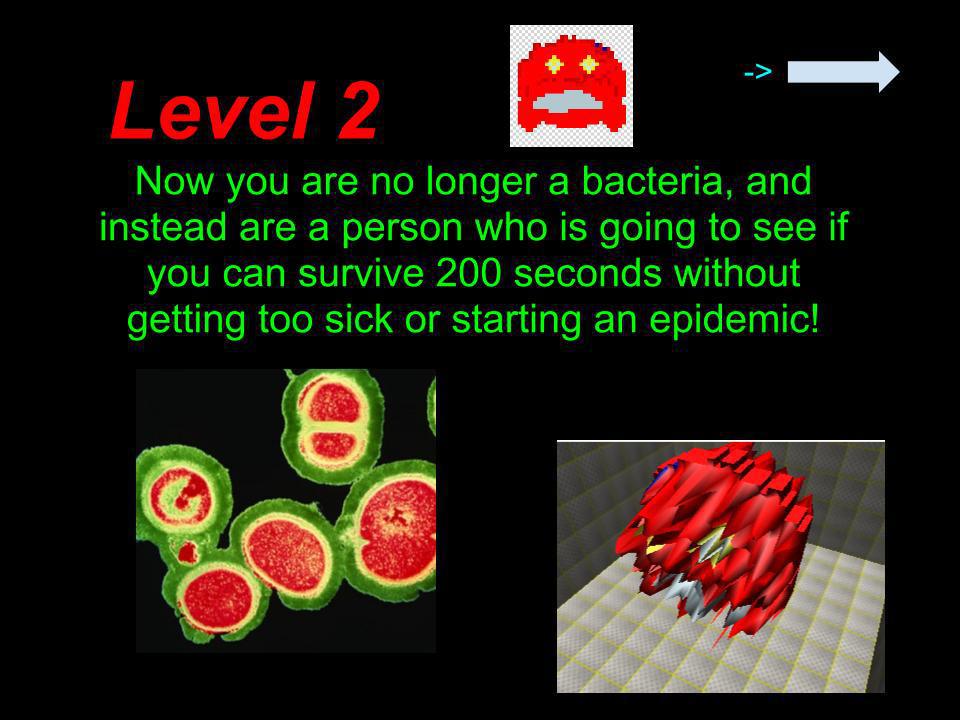 Level 2
->
Now you are no longer a bacteria, and
instead are a person who is going to see if
you can survive 200 seconds without
getting too sick or starting an epidemic!